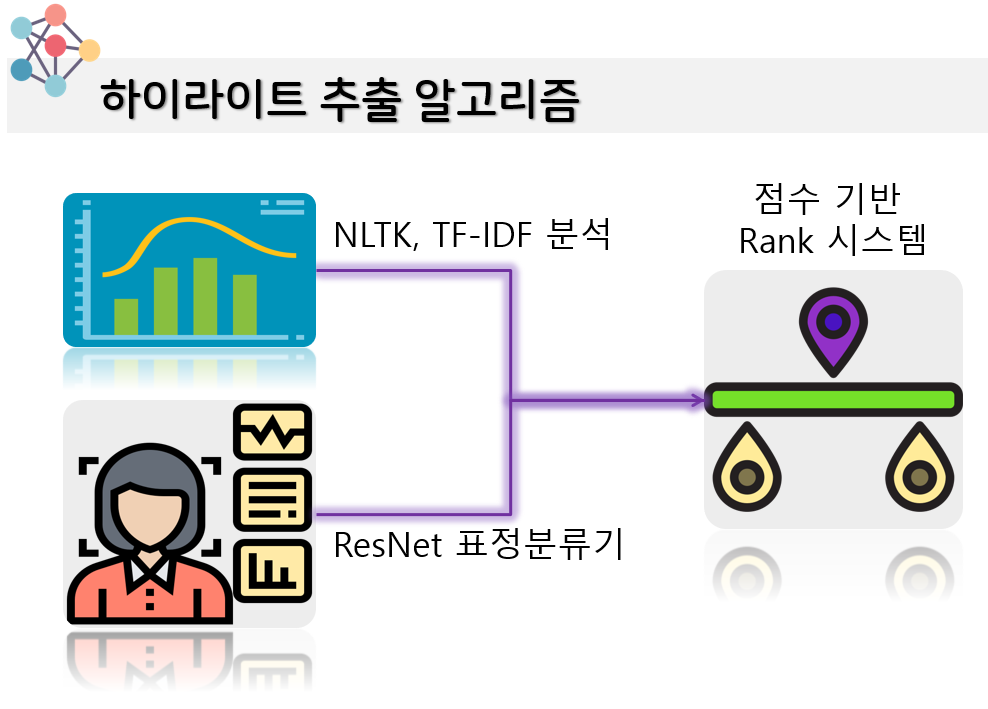 하이라이트 추출 알고리즘
NLTK, TF-IDF 분석
점수 기반
Rank 시스템
ResNet 표정분류기